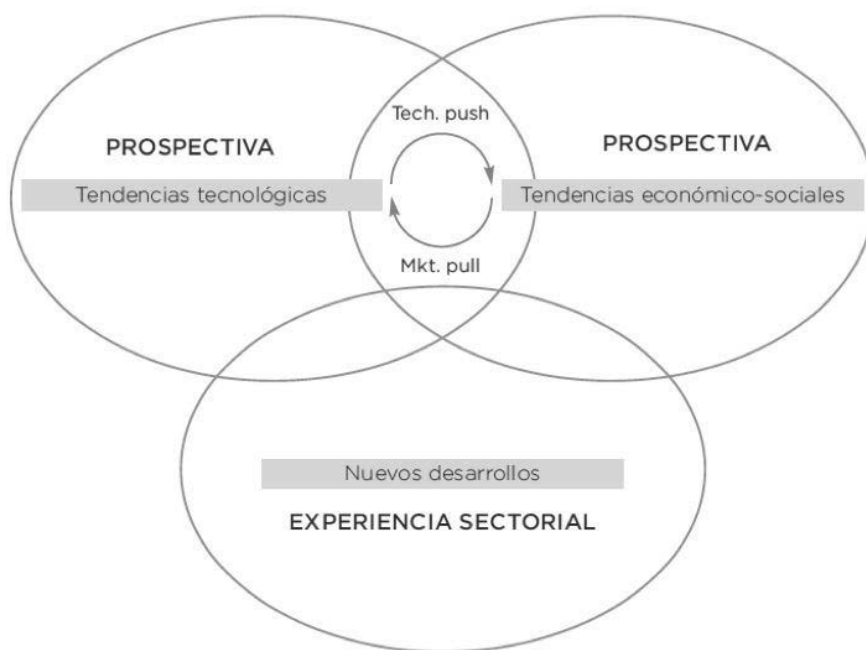 Tech. push
PROSPECTIVA
PROSPECTIVA
Tendencias tecnológicas
Tendencias económico-sociales
Mkt. pull
Nuevos desarrollos
EXPERIENCIA SECTORIAL